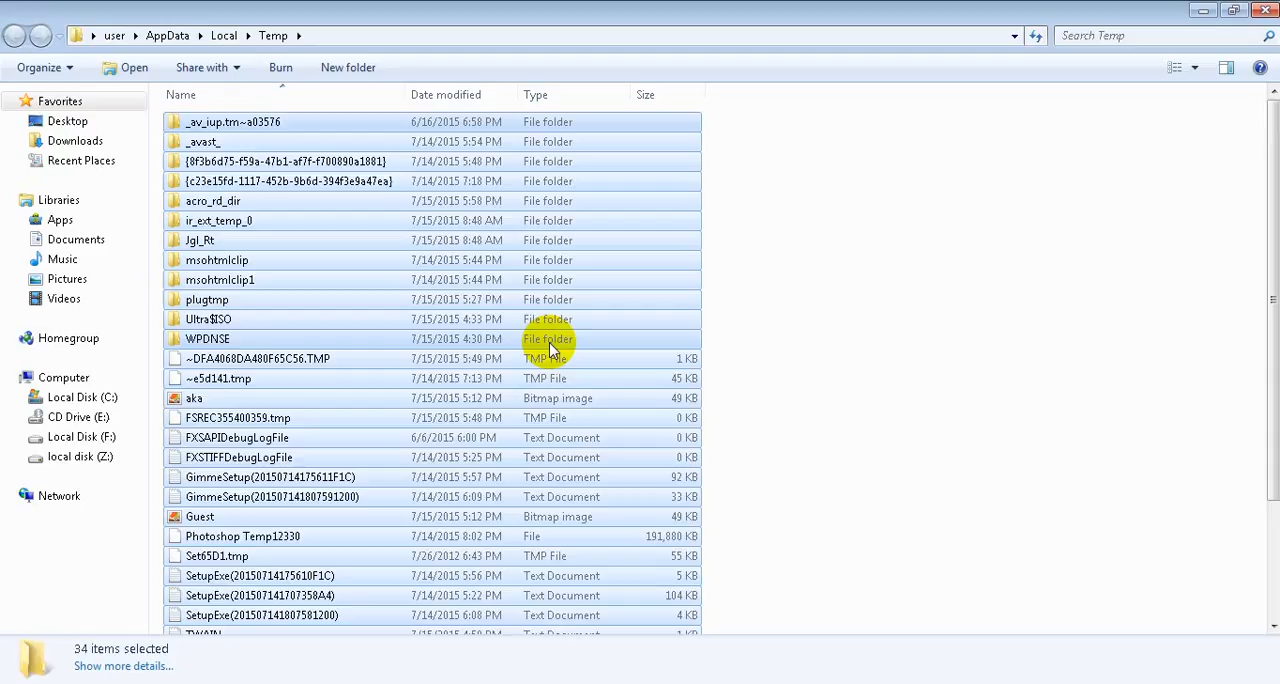 user AppData Local Temp Search Temp
Organize Open Share with Burn New folder
Favorites
Desktop
Downloads
Recent Places
Libraries
Apps
Documents
Music
Pictures
Videos
Homegroup
Computer
Local Disk (C:)
CD Drive (E:)
Local Disk (F:)
local disk (Z:)
Network
Name Date modified Type Size
_av_iup.tm~a03576 6/16/2015 6:58 PM File folder
_avast_ 7/14/2015 5:54 PM File folder
{8f3b6d75-f59a-47b1-af7f-f700890a1881} 7/14/2015 5:48 PM File folder
{c23e15fd-1117-452b-9b6d-394f3e9a47ea} 7/14/2015 7:18 PM File folder
acro_rd_dir 7/15/2015 5:58 PM File folder
ir_ext_temp_0 7/15/2015 8:48 AM File folder
Jgl_Rt 7/15/2015 8:48 AM File folder
msohtmlclip 7/14/2015 5:44 PM File folder
msohtmlclip1 7/14/2015 5:44 PM File folder
plugtmp 7/15/2015 5:27 PM File folder
Ultra$ISO 7/15/2015 4:33 PM File folder
WPDNSE 7/15/2015 4:30 PM File folder
~DFA4068DA480F65C56.TMP 7/15/2015 5:49 PM TMP File 1 KB
~e5d141.tmp 7/14/2015 7:13 PM TMP File 45 KB
aka 7/15/2015 5:12 PM Bitmap image 49 KB
FSREC355400359.tmp 7/15/2015 5:48 PM TMP File 0 KB
FXSAPIDebugLogFile 6/6/2015 6:00 PM Text Document 0 KB
FXSTIFFDebugLogFile 7/14/2015 5:25 PM Text Document 0 KB
GimmeSetup(20150714175611F1C) 7/14/2015 5:57 PM Text Document 92 KB
GimmeSetup(201507141807591200) 7/14/2015 6:09 PM Text Document 33 KB
Guest 7/15/2015 5:12 PM Bitmap image 49 KB
Photoshop Temp12330 7/14/2015 8:02 PM File 191,880 KB
Set65D1.tmp 7/26/2012 6:43 PM TMP File 55 KB
SetupExe(20150714175610F1C) 7/14/2015 5:56 PM Text Document 5 KB
SetupExe(201507141707358A4) 7/14/2015 5:22 PM Text Document 104 KB
SetupExe(201507141807581200) 7/14/2015 6:08 PM Text Document 4 KB
TWAIN 7/15/2015 4:50 PM Text Document 1 KB
34 items selected
Show more details...